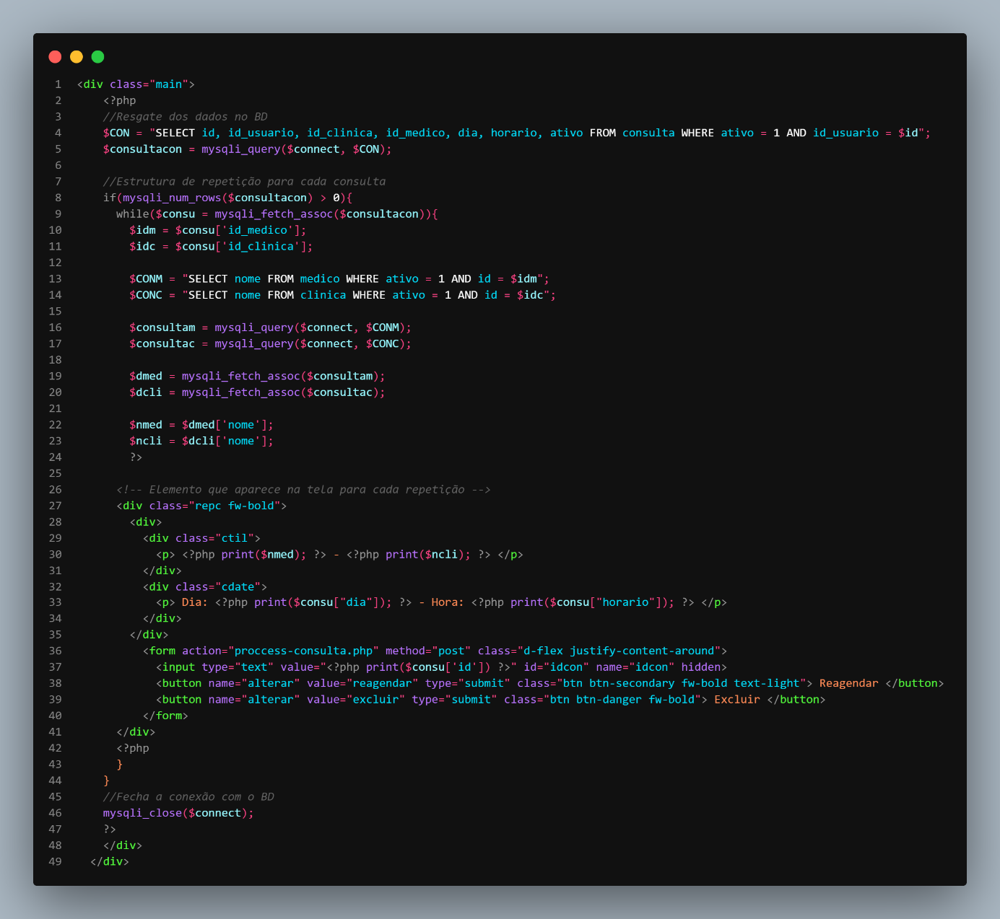 1 <div class="main">
2 <?php
3 //Resgate dos dados no BD
4 $CON = "SELECT id, id_usuario, id_clinica, id_medico, dia, horario, ativo FROM consulta WHERE ativo = 1 AND id_usuario = $id";
5 $consultacon = mysqli_query($connect, $CON);
6
7 //Estrutura de repetição para cada consulta
8 if(mysqli_num_rows($consultacon) > 0){
9 while($consu = mysqli_fetch_assoc($consultacon)){
10 $idm = $consu['id_medico'];
11 $idc = $consu['id_clinica'];
12
13 $CONM = "SELECT nome FROM medico WHERE ativo = 1 AND id = $idm";
14 $CONC = "SELECT nome FROM clinica WHERE ativo = 1 AND id = $idc";
15
16 $consultam = mysqli_query($connect, $CONM);
17 $consultac = mysqli_query($connect, $CONC);
18
19 $dmed = mysqli_fetch_assoc($consultam);
20 $dcli = mysqli_fetch_assoc($consultac);
21
22 $nmed = $dmed['nome'];
23 $ncli = $dcli['nome'];
24 ?>
25
26 <!-- Elemento que aparece na tela para cada repetição -->
27 <div class="repc fw-bold">
28 <div>
29 <div class="ctil">
30 <p> <?php print($nmed); ?> - <?php print($ncli); ?> </p>
31 </div>
32 <div class="cdate">
33 <p> Dia: <?php print($consu["dia"]); ?> - Hora: <?php print($consu["horario"]); ?> </p>
34 </div>
35 </div>
36 <form action="proccess-consulta.php" method="post" class="d-flex justify-content-around">
37 <input type="text" value="<?php print($consu['id']) ?>" id="idcon" name="idcon" hidden>
38 <button name="alterar" value="reagendar" type="submit" class="btn btn-secondary fw-bold text-light"> Reagendar </button>
39 <button name="alterar" value="excluir" type="submit" class="btn btn-danger fw-bold"> Excluir </button>
40 </form>
41 </div>
42 <?php
43 }
44 }
45 //Fecha a conexão com o BD
46 mysqli_close($connect);
47 ?>
48 </div>
49 </div>